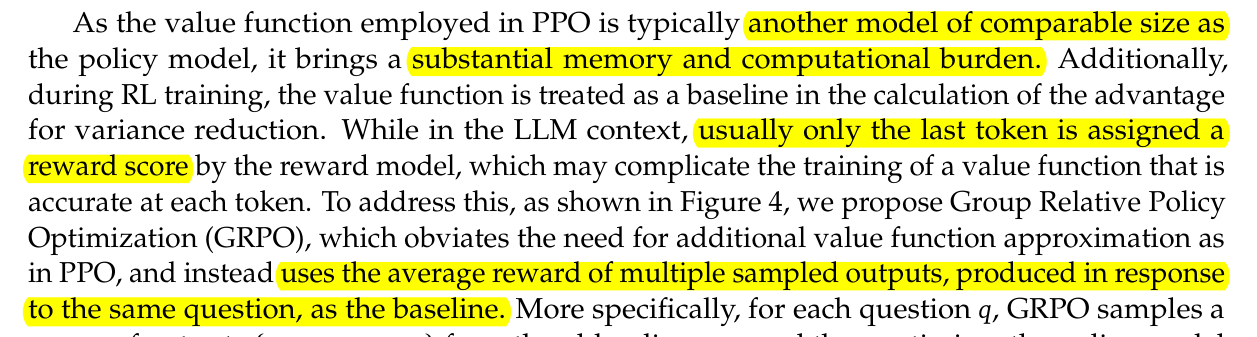 As the value function employed in PPO is typically another model of comparable size as
the policy model, it brings a substantial memory and computational burden. Additionally,
during RL training, the value function is treated as a baseline in the calculation of the advantage
for variance reduction. While in the LLM context, usually only the last token is assigned a
reward score by the reward model, which may complicate the training of a value function that is
accurate at each token. To address this, as shown in Figure 4, we propose Group Relative Policy
Optimization (GRPO), which obviates the need for additional value function approximation as
in PPO, and instead uses the average reward of multiple sampled outputs, produced in response
to the same question, as the baseline. More specifically, for each question q, GRPO samples a